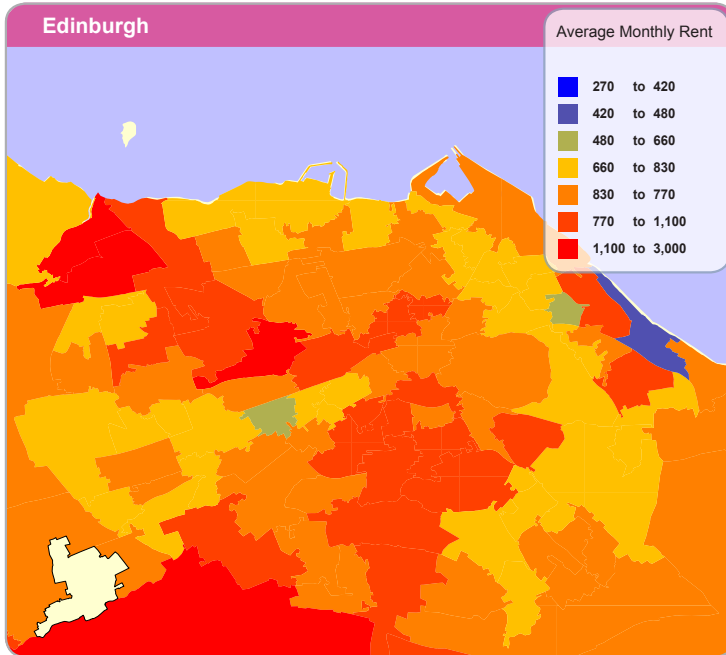 Edinburgh
Average Monthly Rent
270 to 420
420 to 480
480 to 660
660 to 830
830 to 770
770 to 1,100
1,100 to 3,000